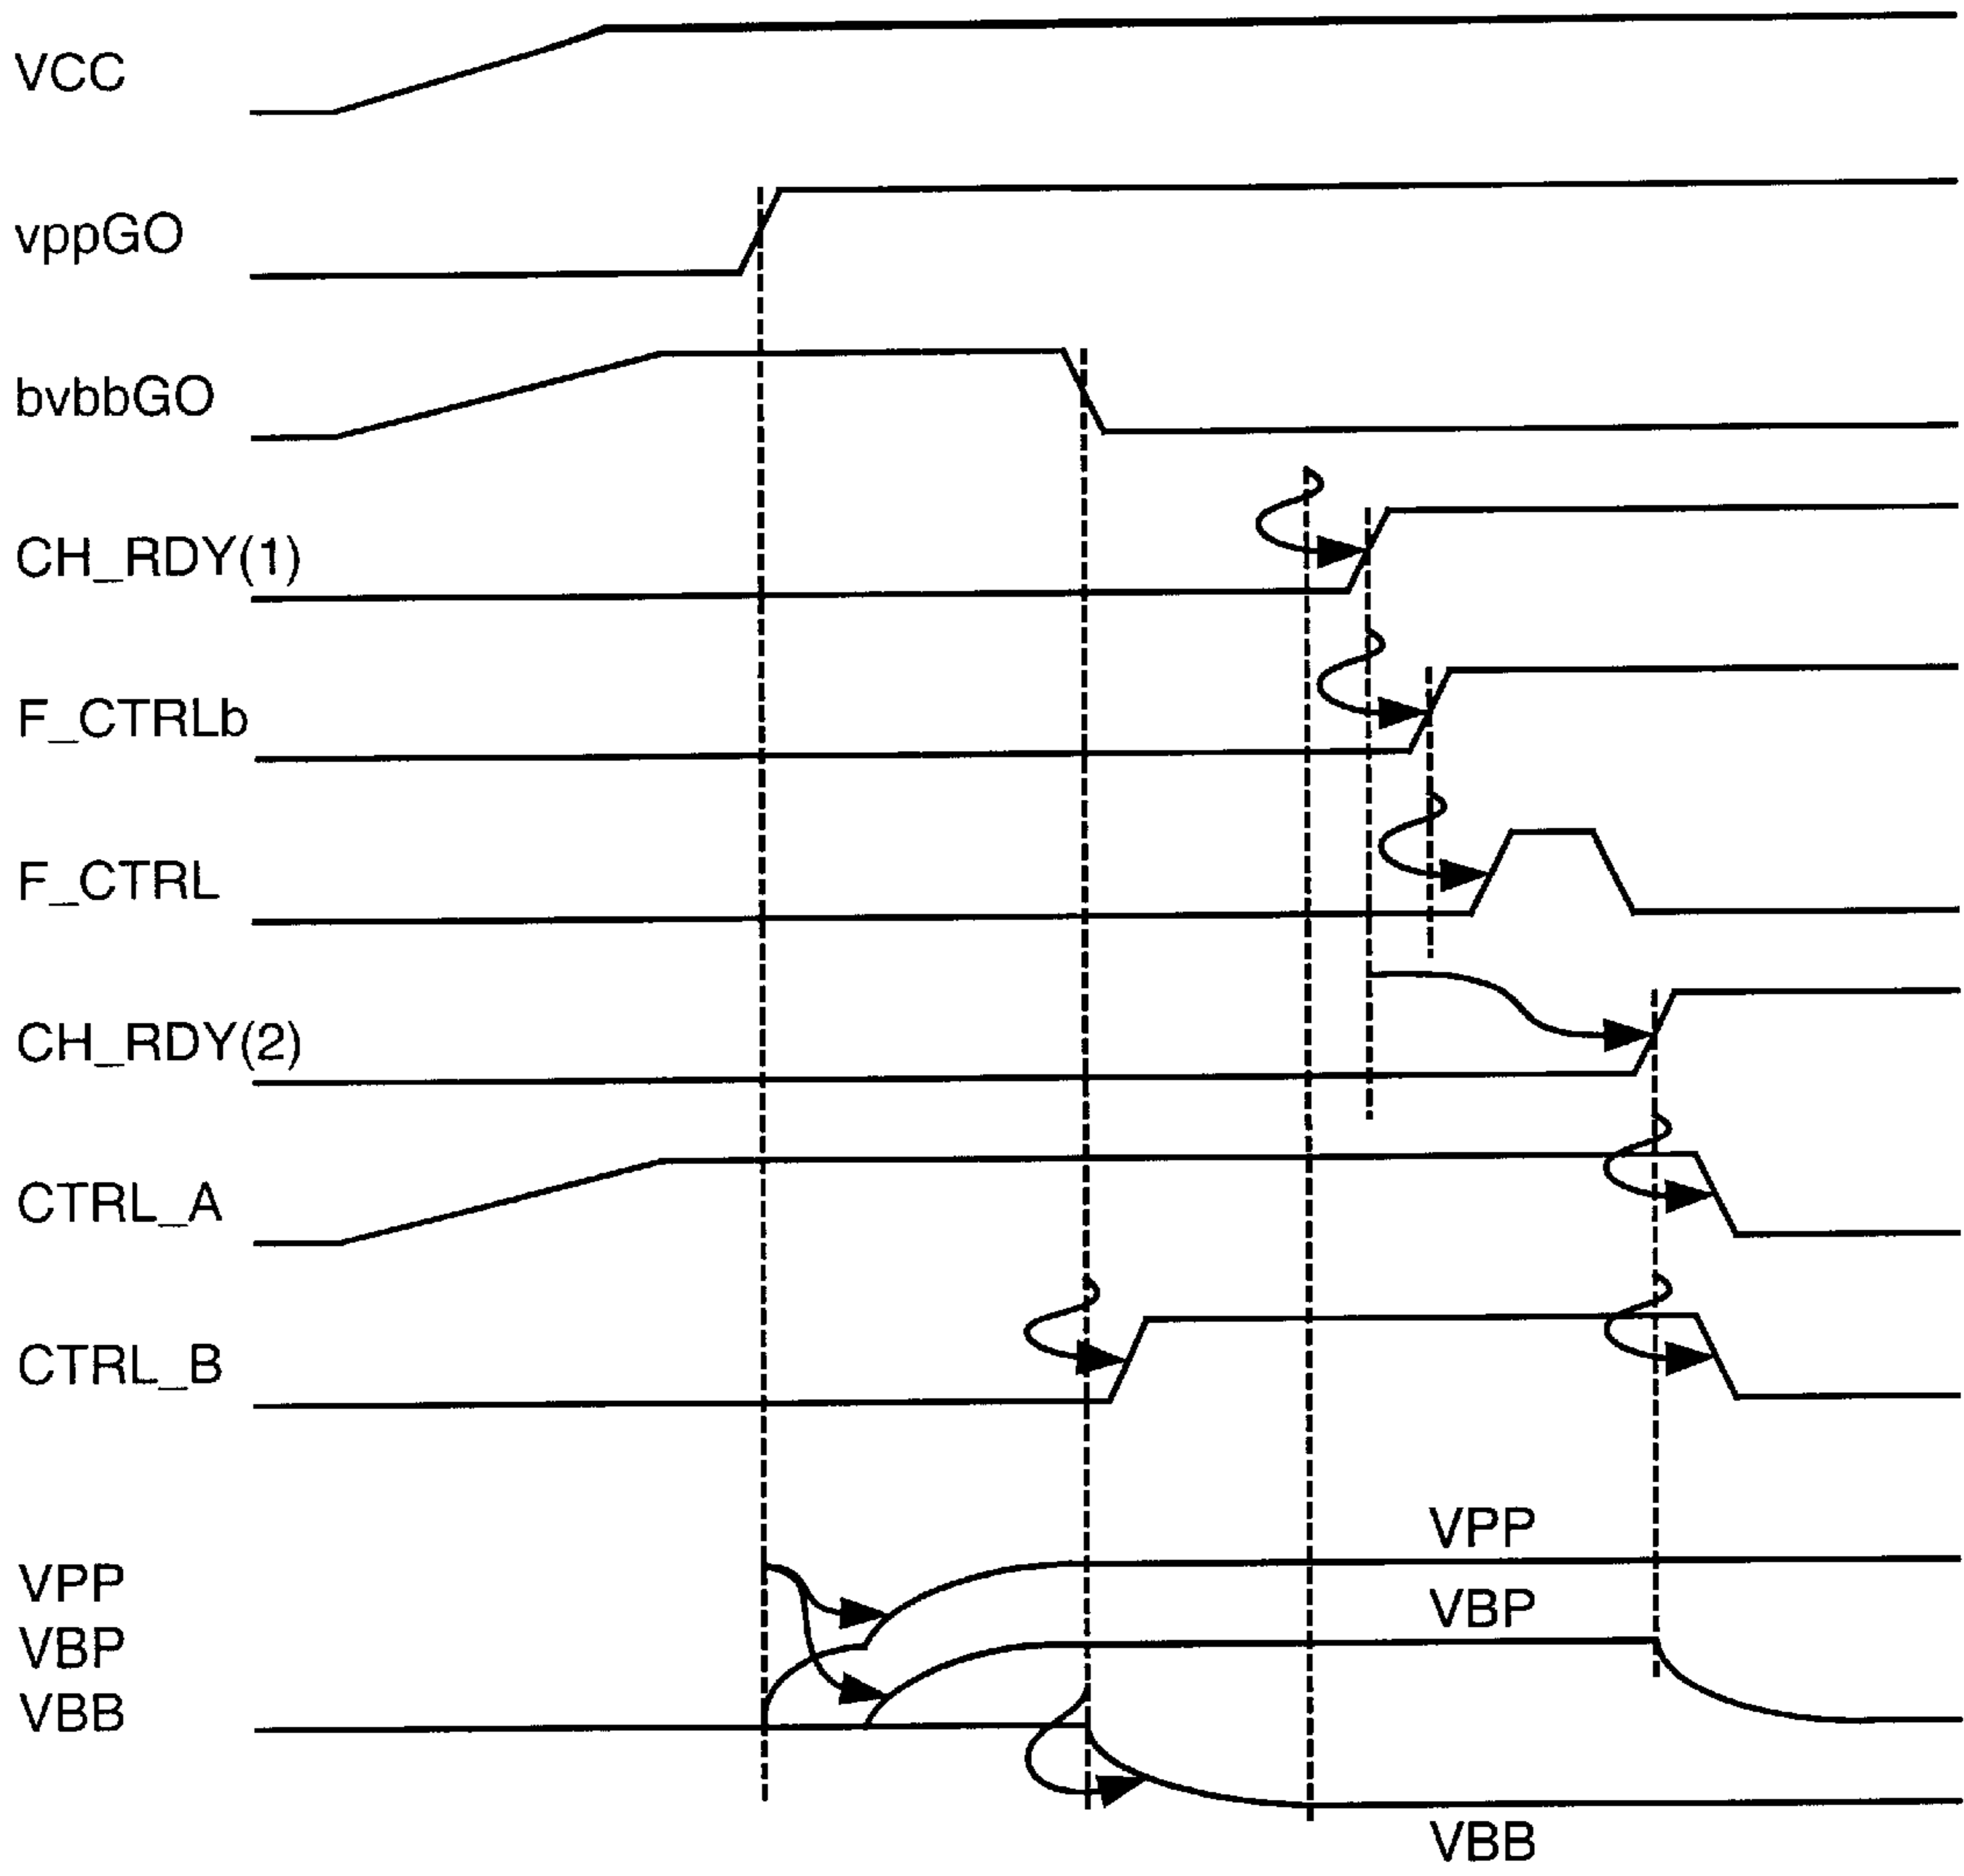 VCC
vppGO
bvbbGO
CH_RDY(1)
F_CTRLb
F_CTRL
CH_RDY(2)
CTRL_A
CTRL_B
VPP
VPP
VBP
VBP
VBB
VBB